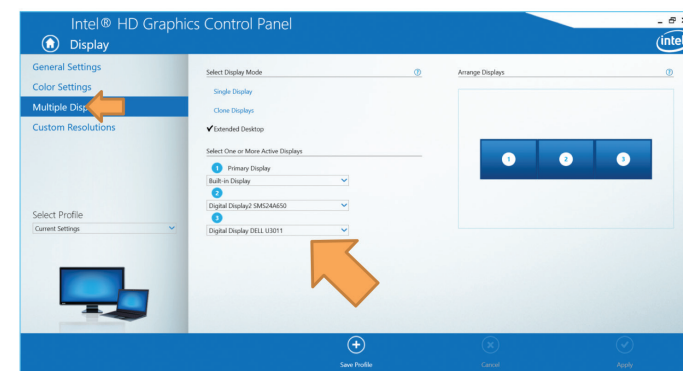 Intel® HD Graphics Control Panel
Display
General Settings
Color Settings
Multiple Disp
Custom Resolutions
Select Profile
Current Settings
Select Display Mode
Single Display
Clone Displays
Extended Desktop
Select One or More Active Displays
1 Primary Display
Built-in Display
2
Digital Display2 SMS24A650
3
Digital Display DELL U3011
Arrange Displays
1 2 3
Save Profile
Cancel
Apply